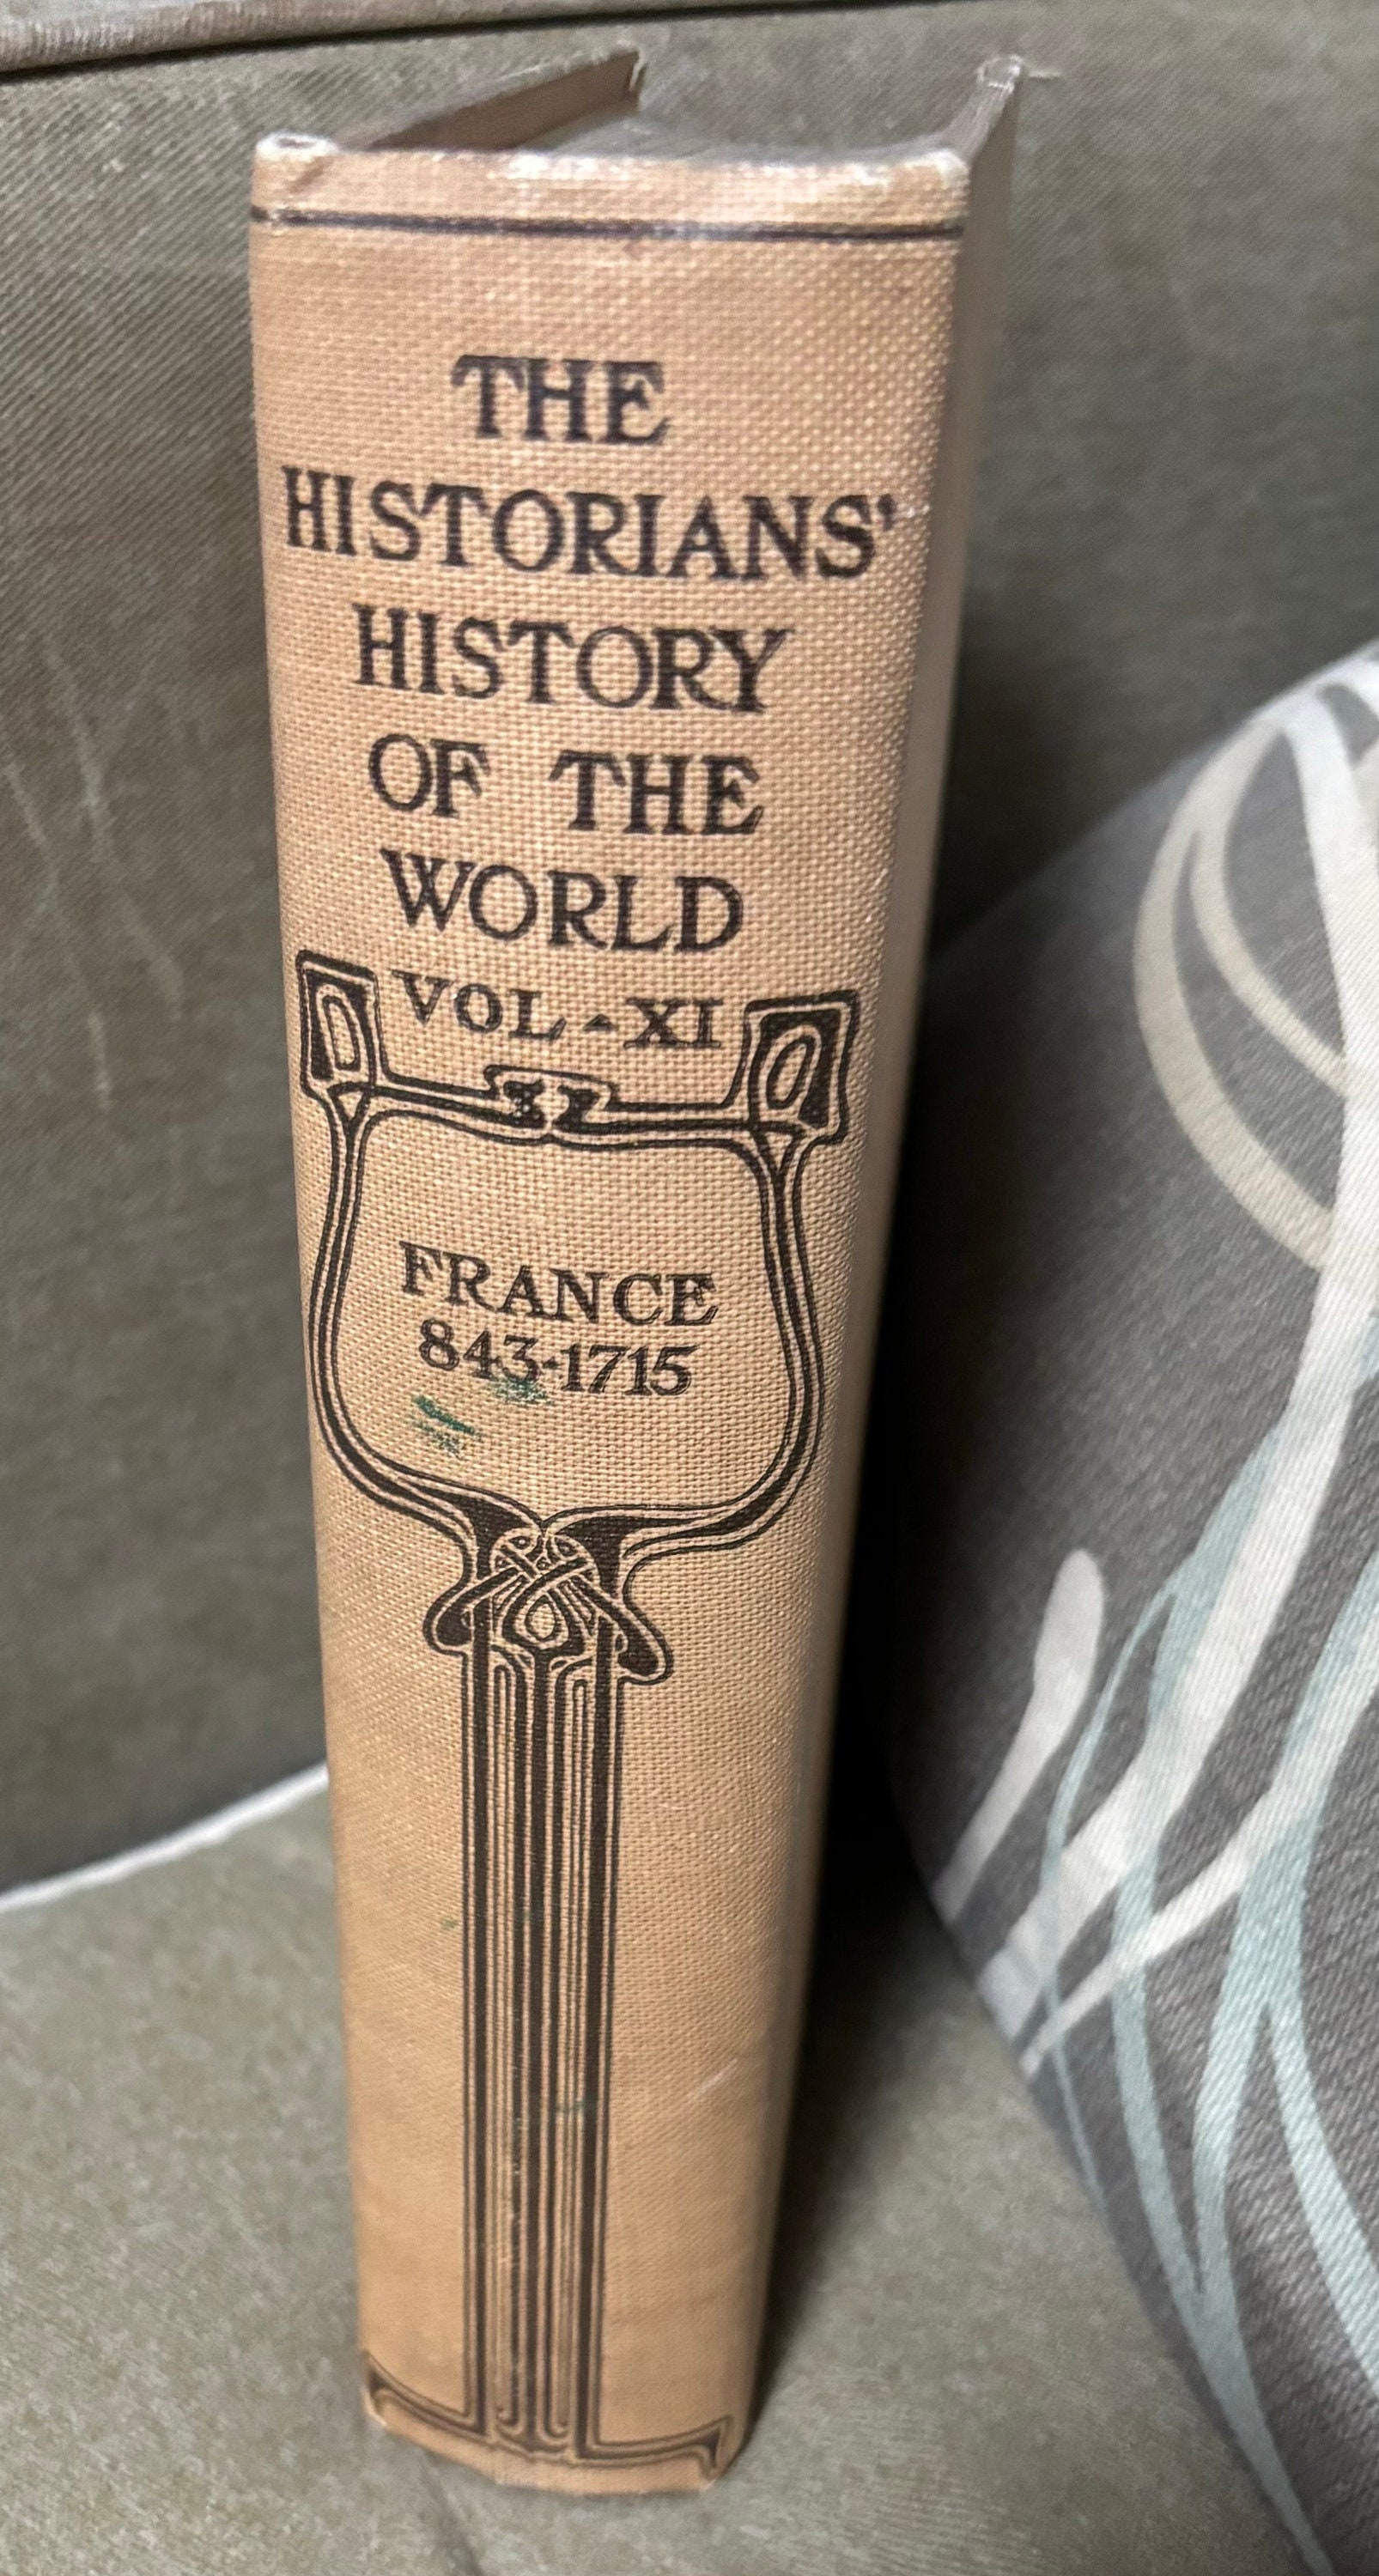 THE
HISTORIANS'
HISTORY
OF THE
WORLD
VOL-XI
FRANCE
843-1715